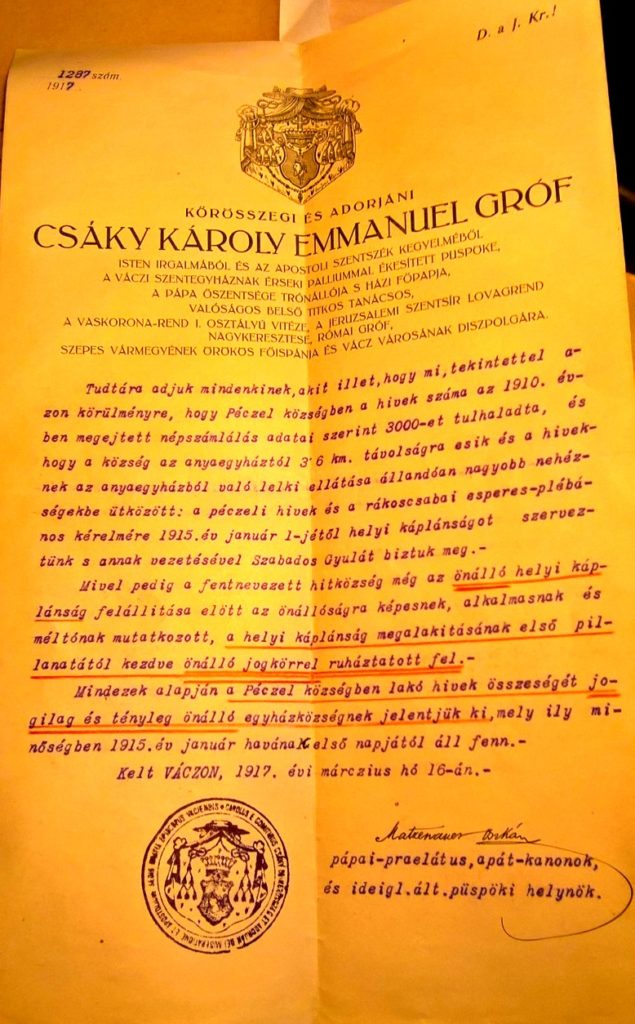 D. a J. Kr.!
1287 szám
1917.
KŐRÖSSZEGI ÉS ADORJÁNI
CSÁKY KÁROLY EMMANUEL GRÓF
ISTEN IRGALMÁBÓL ÉS AZ APOSTOLI SZENTSZÉK KEGYELMÉBŐL
A VÁCZI SZENTEGYHÁZNAK ÉRSEKI PALLIUMMAL ÉKESÍTETT PÜSPÖKE,
A PÁPA ŐSZENTSÉGE TRÓNÁLLÓJA S HÁZI FŐPAPJA,
VALÓSÁGOS BELSŐ TITKOS TANÁCSOS,
A VASKORONA-REND I. OSZTÁLYÚ VITÉZE, A JERUZSÁLEMI SZENTSÍR LOVAGREND
NAGYKERESZTESE, RÓMAI GRÓF,
SZEPES VÁRMEGYÉNEK ÖRÖKÖS FŐISPÁNJA ÉS VÁCZ VÁROSÁNAK DISZPOLGÁRA.
Tudtára adjuk mindenkinek,akit illet,hogy mi,tekintettel a-
zon körülményre, hogy Péczel községben a hivek száma az 1910. év-
ben megejtett népszámlálás adatai szerint 3000-et tulhaladta, és
hogy a község az anyaegyháztól 3˙6 km. távolságra esik és a hivek-
nek az anyaegyházból való lelki ellátása állandóan nagyobb nehéz-
ségekbe ütközött: a péczeli hivek és a rákoscsabai esperes-plébá-
nos kérelmére 1915.év január 1-jétől helyi káplánságot szervez-
tünk s annak vezetésével Szabados Gyulát biztuk meg.-
Mivel pedig a fentnevezett hitközség még az önálló helyi káp-
lánság felállitása előtt az önállóságra képesnek, alkalmasnak és
méltónak mutatkozott, a helyi káplánság megalakitásának első pil-
lanatától kezdve önálló jogkörrel ruháztatott fel.-
Mindezek alapján a Péczel községben lakó hivek összeségét jo-
gilag és tényleg önálló egyházközségnek jelentjük ki,mely ily mi-
nőségben 1915.év január havának első napjától áll fenn.-
Kelt VÁCZON, 1917. évi márczius hó 16-án.-
pápai-praelátus,apát-kanonok,
és ideigl.ált.püspöki helynök.